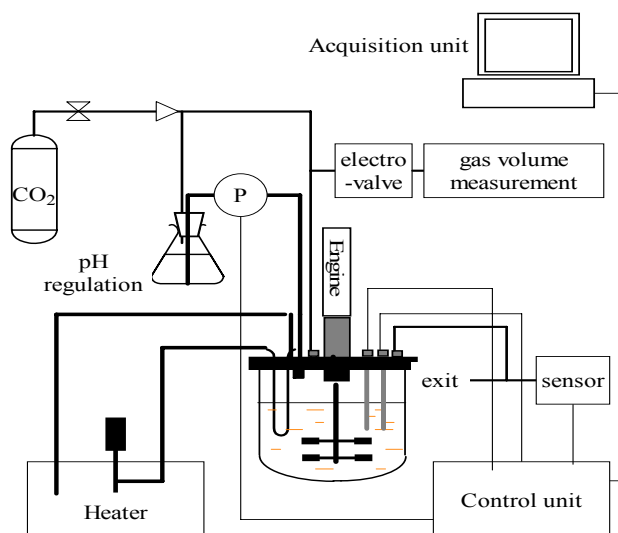 Acquisition unit
electro
-valve
gas volume
measurement
CO2
P
pH
regulation
Engine
exit
sensor
Heater
Control unit